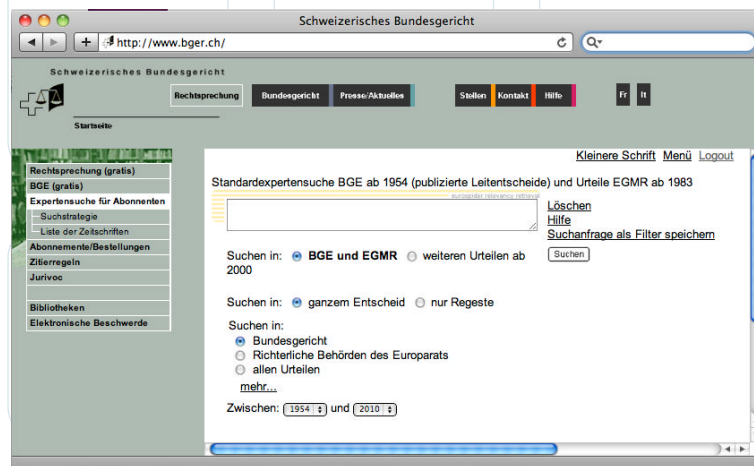 Schweizerisches Bundesgericht
http://www.bger.ch/
Schweizerisches Bundesgericht
Rechtsprechung Bundesgericht Presse/Aktuelles Stellen Kontakt Hilfe Fr It
Startseite
Kleinere Schrift Menü Logout
Rechtsprechung (gratis)
BGE (gratis)
Expertensuche für Abonnenten
Suchstrategie
Liste der Zeitschriften
Abonnemente/Bestellungen
Zitierregeln
Jurivoc
Bibliotheken
Elektronische Beschwerde
Standardexpertensuche BGE ab 1954 (publizierte Leitentscheide) und Urteile EGMR ab 1983
eurospider relevancy retrieval
Löschen
Hilfe
Suchanfrage als Filter speichern
Suchen
Suchen in: BGE und EGMR weiteren Urteilen ab
2000
Suchen in: ganzem Entscheid nur Regeste
Suchen in:
Bundesgericht
Richterliche Behörden des Europarats
allen Urteilen
mehr...
Zwischen: 1954 und 2010